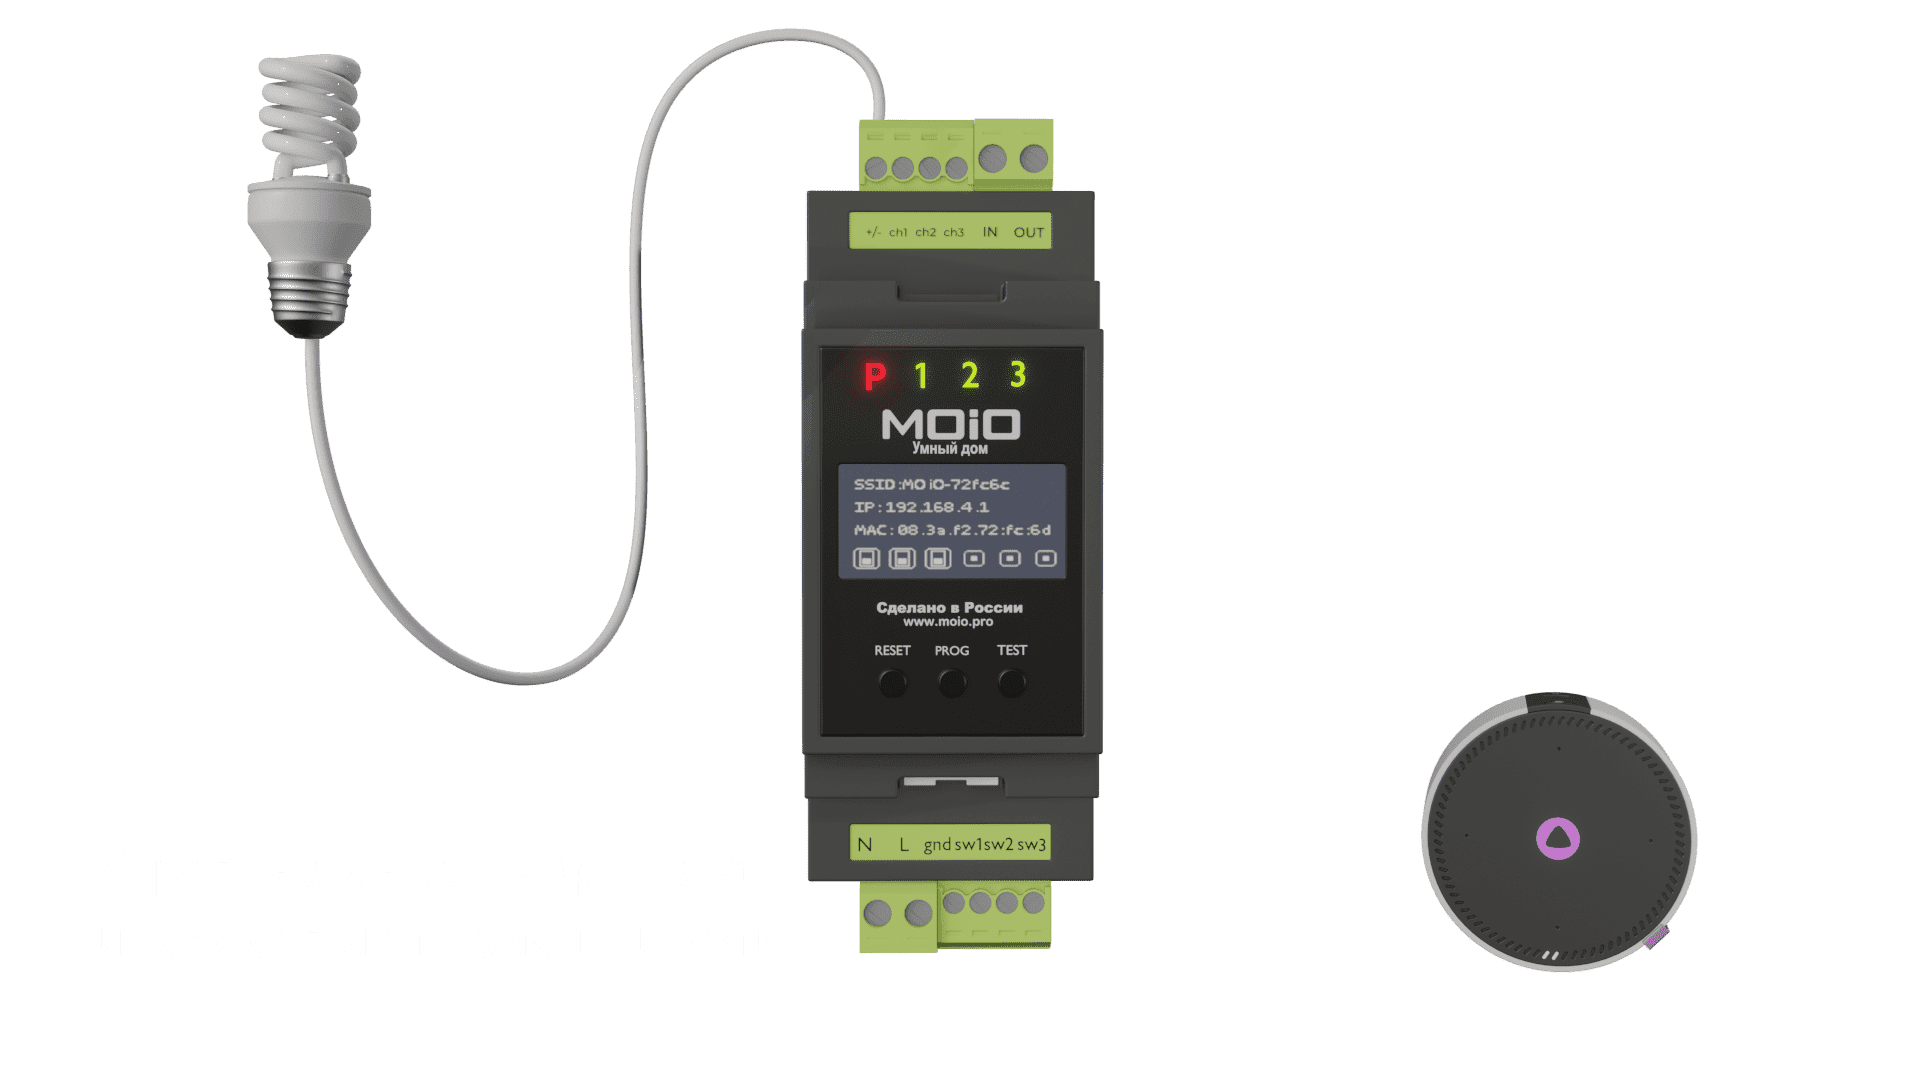 +/- ch1 ch2 ch3 IN OUT
P 1 2 3
MOiO
Умный дом
SSID:MOiO-72fc6c
IP:192.168.4.1
MAC:08.3a.f2.72:fc:6d
Сделано в России
www.moio.pro
RESET PROG TEST
N L gnd sw1 sw2 sw3